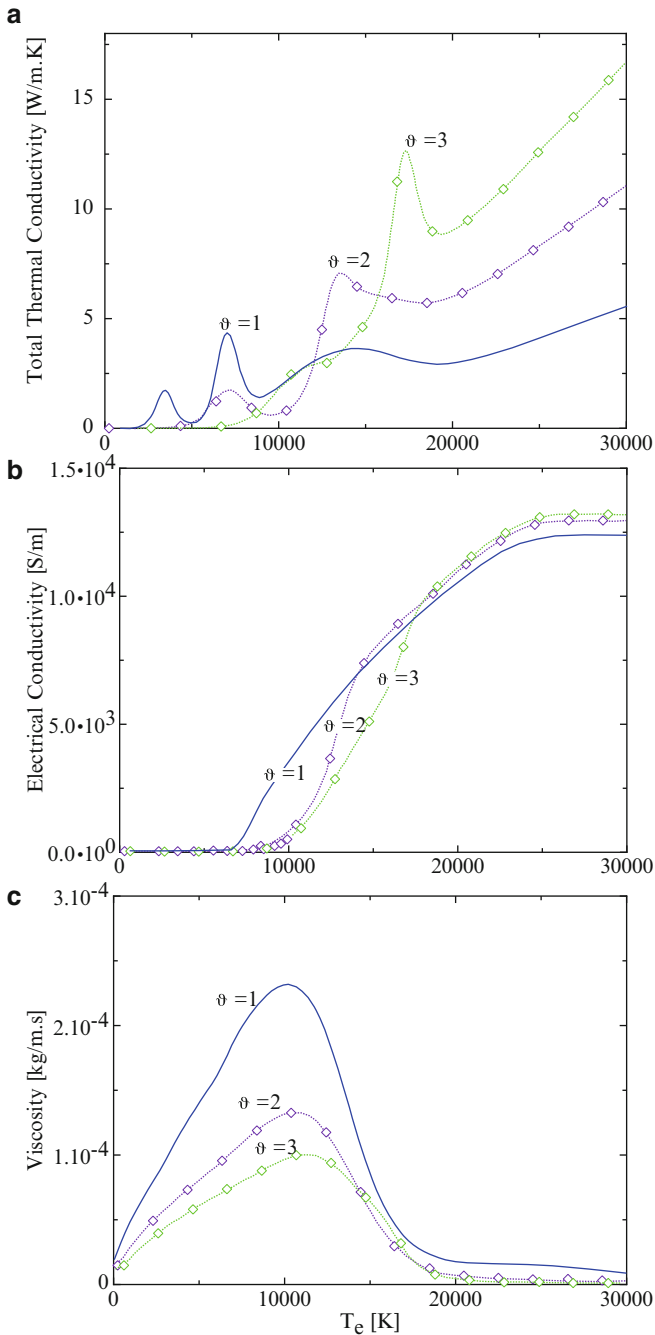 a
Total Thermal Conductivity [W/m.K]
15
10
5
0
ϑ =1
ϑ =2
ϑ =3
10000
20000
30000
b
Electrical Conductivity [S/m]
1.5•10⁴
1.0•10⁴
5.0•10³
0.0•10⁰
ϑ =1
ϑ =2
ϑ =3
0
10000
20000
30000
c
Viscosity [kg/m.s]
3.10⁻⁴
2.10⁻⁴
1.10⁻⁴
0
ϑ =1
ϑ =2
ϑ =3
0
10000
20000
30000
Tₑ [K]